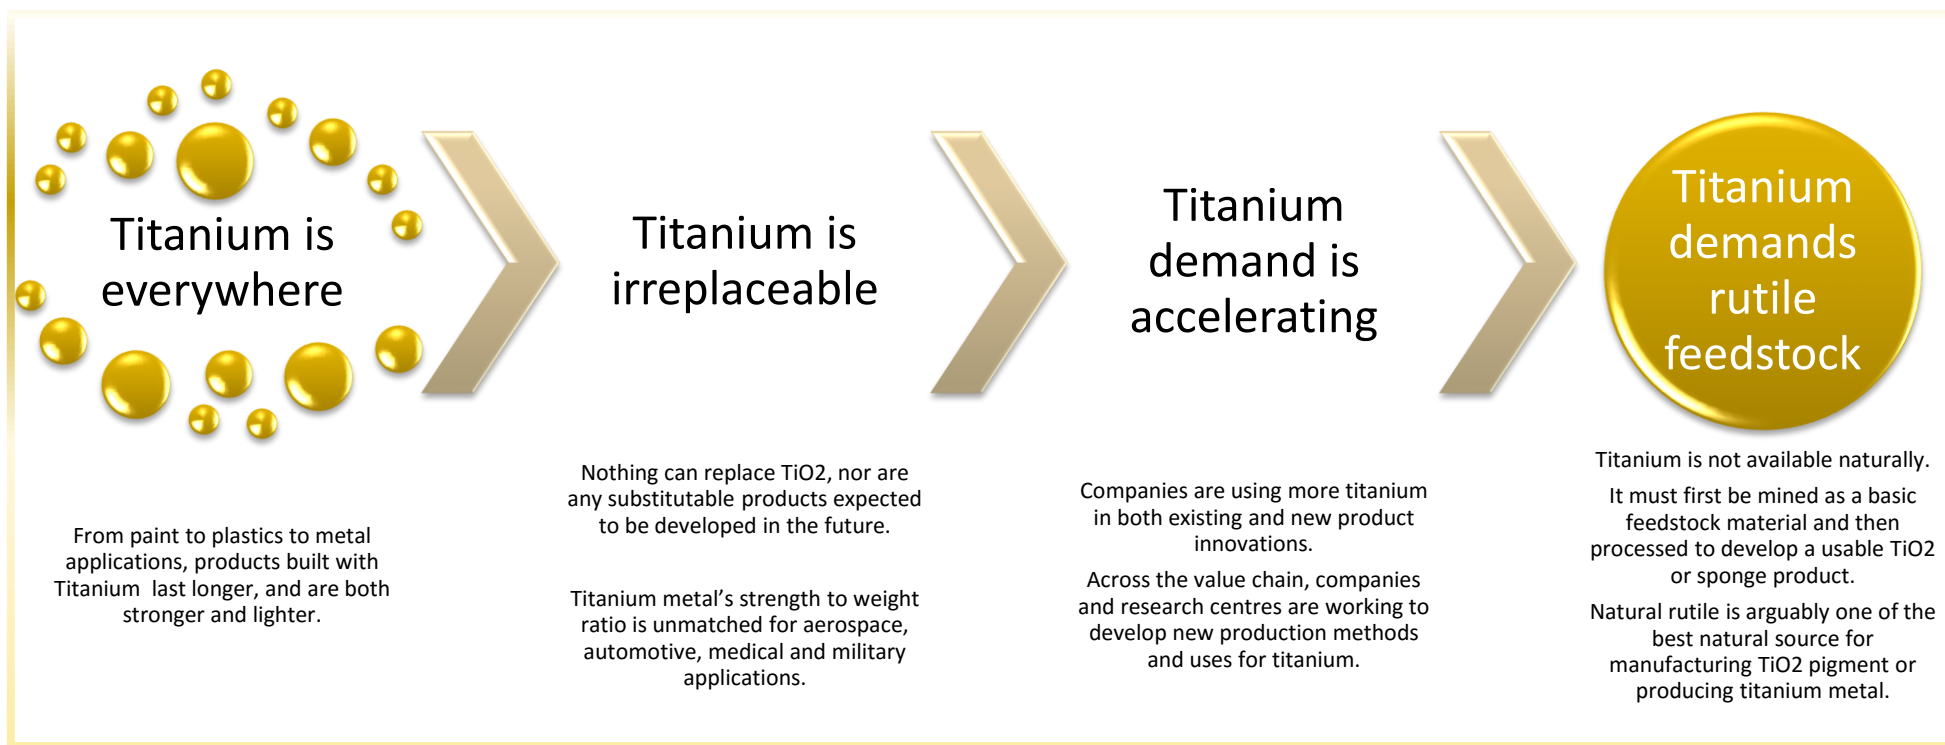 Titanium is
everywhere
From paint to plastics to metal
applications, products built with
Titanium  last longer, and are both
stronger and lighter.
Titanium is
irreplaceable
Nothing can replace TiO2, nor are
any substitutable products expected
to be developed in the future.
Titanium metal’s strength to weight
ratio is unmatched for aerospace,
automotive, medical and military
applications.
Titanium
demand is
accelerating
Companies are using more titanium
in both existing and new product
innovations.
Across the value chain, companies
and research centres are working to
develop new production methods
and uses for titanium.
Titanium
demands
rutile
feedstock
Titanium is not available naturally.
It must first be mined as a basic
feedstock material and then
processed to develop a usable TiO2
or sponge product.
Natural rutile is arguably one of the
best natural source for
manufacturing TiO2 pigment or
producing titanium metal.